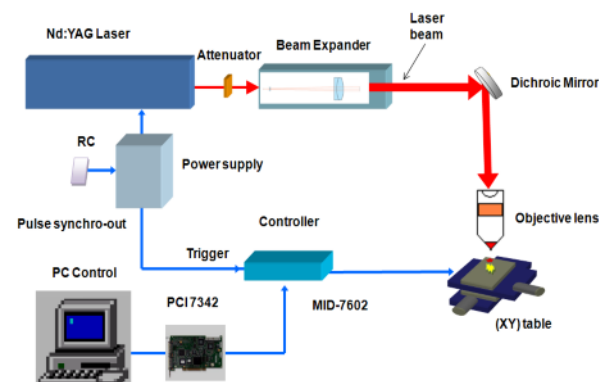 Nd:YAG Laser
Attenuator
Beam Expander
Laser
beam
Dichroic Mirror
RC
Power supply
Pulse synchro-out
Controller
Objective lens
Trigger
PC Control
PCI 7342
MID-7602
(XY) table